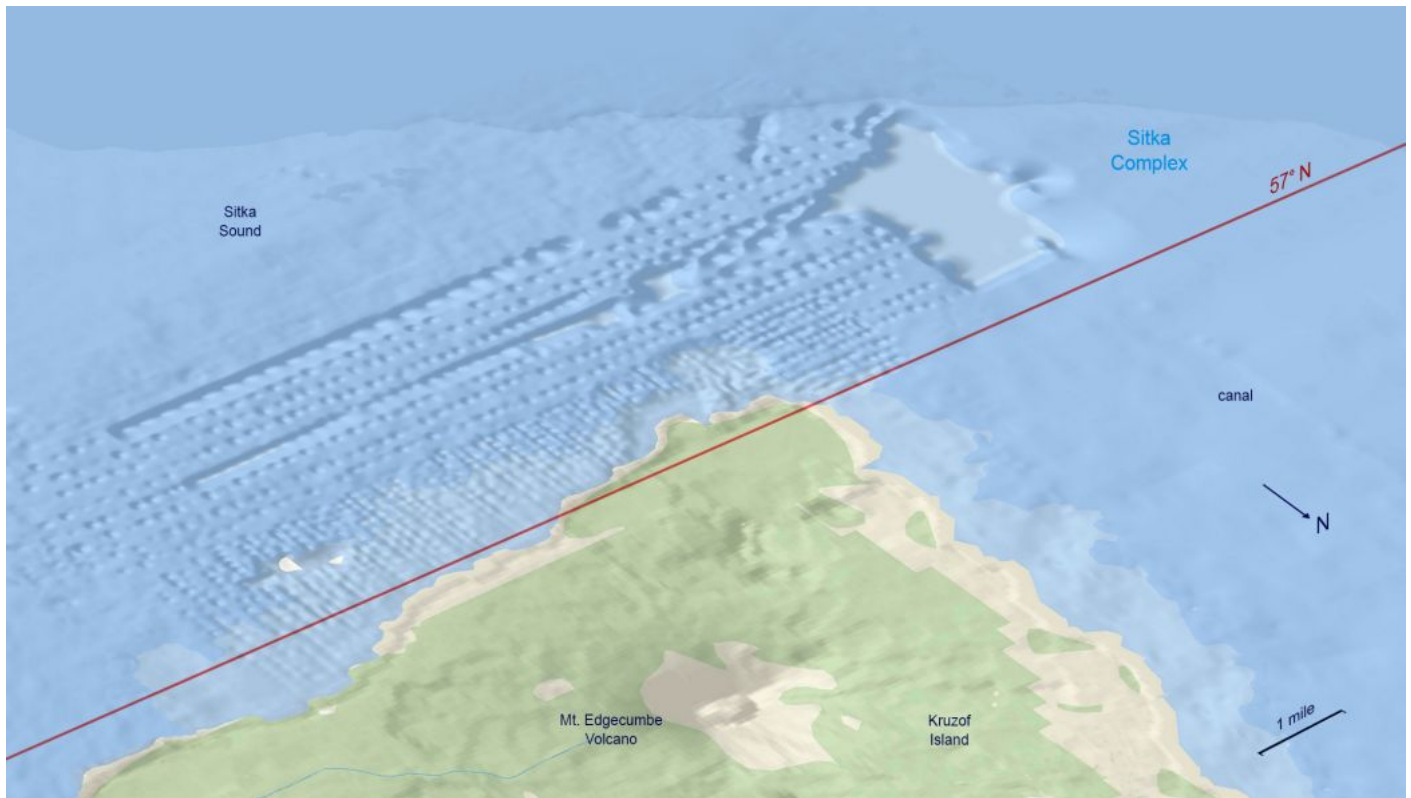 Sitka
Complex
57° N
Sitka
Sound
canal
N
1 mile
Mt. Edgecumbe
Volcano
Kruzof
Island